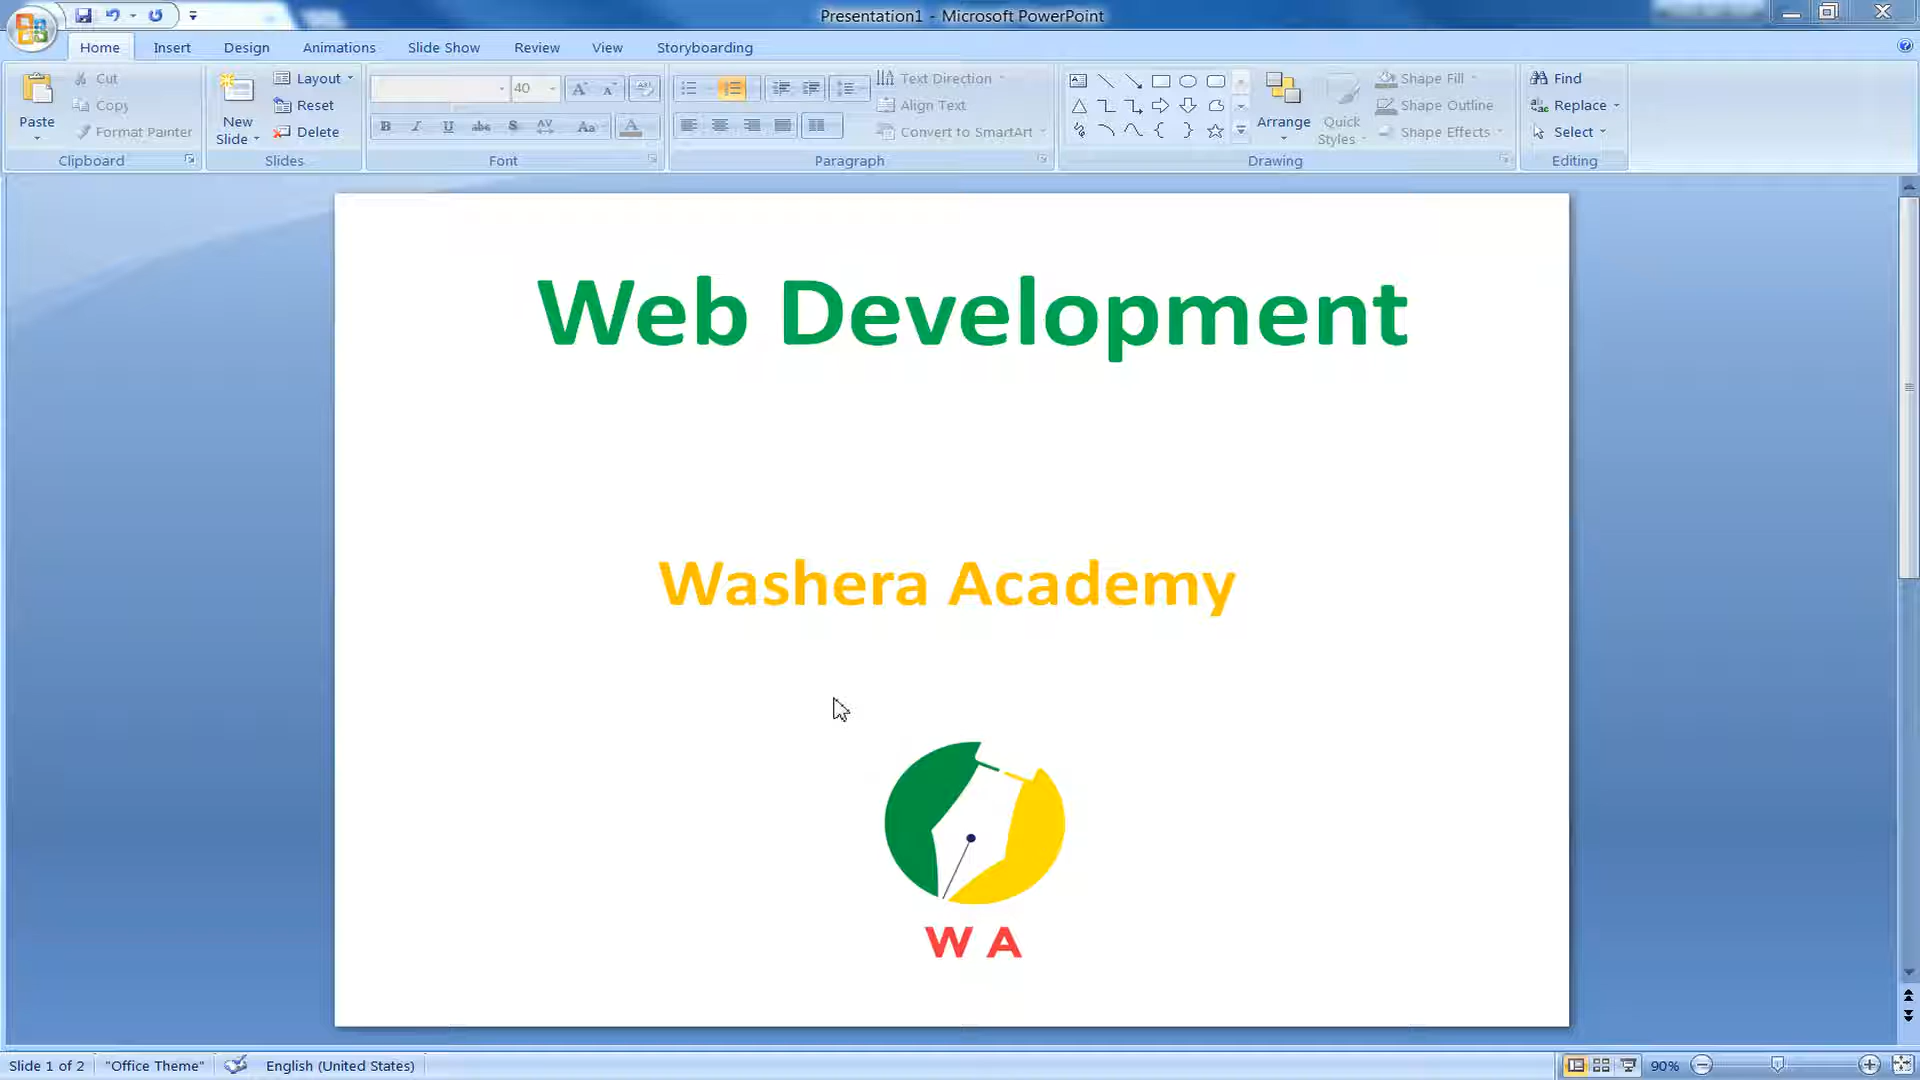 Presentation1 - Microsoft PowerPoint
Home Insert Design Animations Slide Show Review View Storyboarding
Paste
Cut
Copy
Format Painter
Clipboard
New Slide
Layout
Reset
Delete
Slides
40
B I U abc S AV Aa A
Font
Text Direction
Align Text
Convert to SmartArt
Paragraph
Arrange
Quick Styles
Shape Fill
Shape Outline
Shape Effects
Drawing
Find
Replace
Select
Editing
Web Development
Washera Academy
W A
Slide 1 of 2 "Office Theme" English (United States) 90%